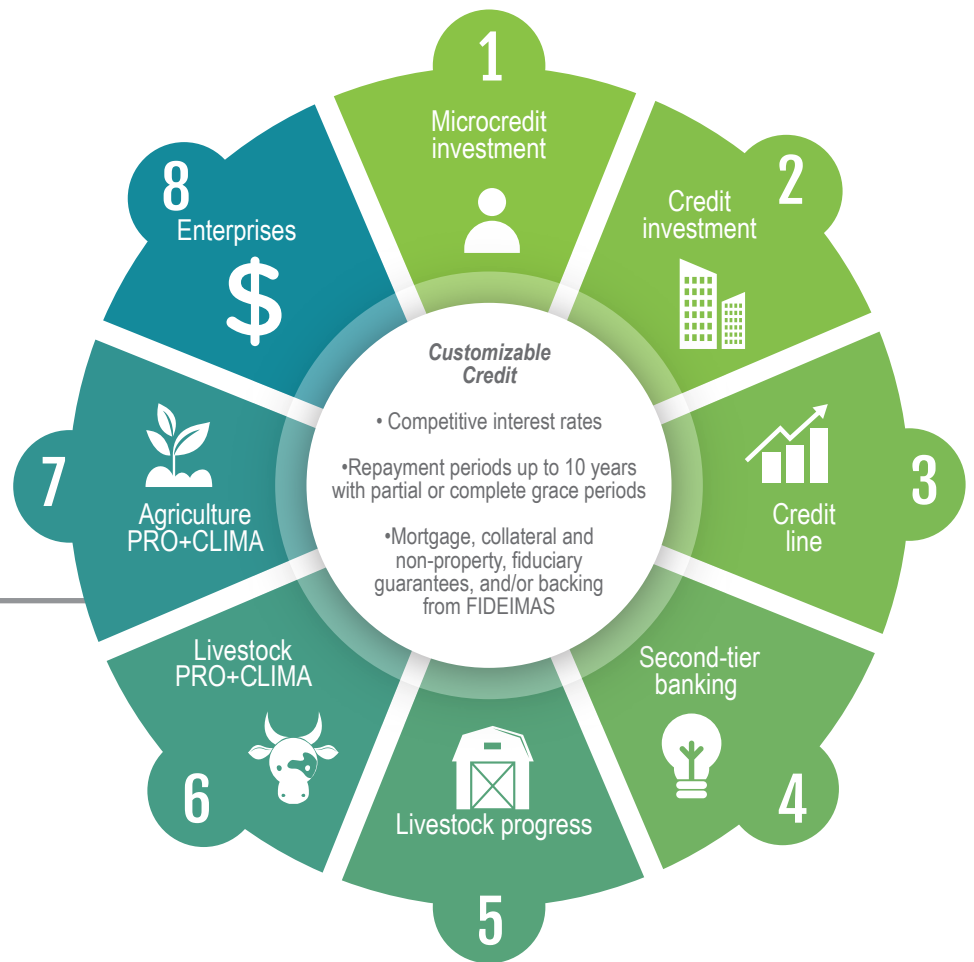 1
Microcredit
investment
2
Credit
investment
3
Credit
line
4
Second-tier
banking
5
Livestock progress
6
Livestock
PRO+CLIMA
7
Agriculture
PRO+CLIMA
8
Enterprises
$
Customizable
Credit
• Competitive interest rates
•Repayment periods up to 10 years
with partial or complete grace periods
•Mortgage, collateral and
non-property, fiduciary
guarantees, and/or backing
from FIDEIMAS